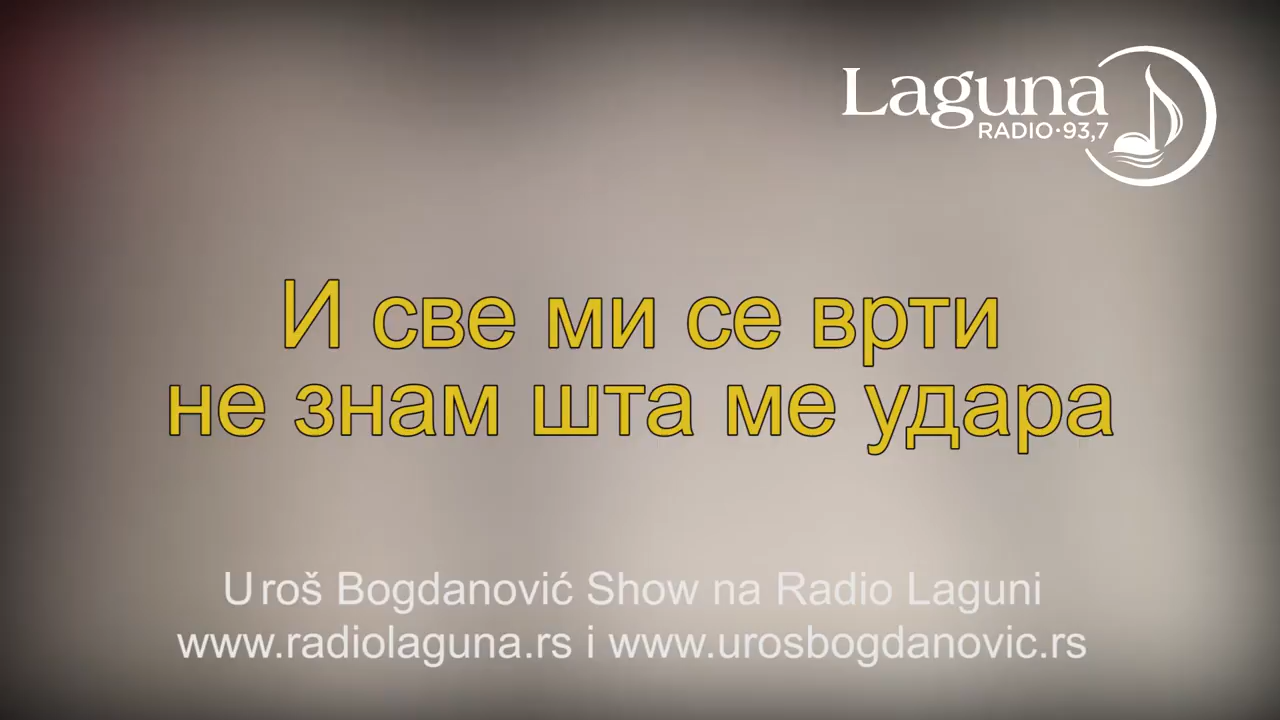 Laguna
RADIO·93,7
И све ми се врти
не знам шта ме удара
Uroš Bogdanović Show na Radio Laguni
www.radiolaguna.rs i www.urosbogdanovic.rs